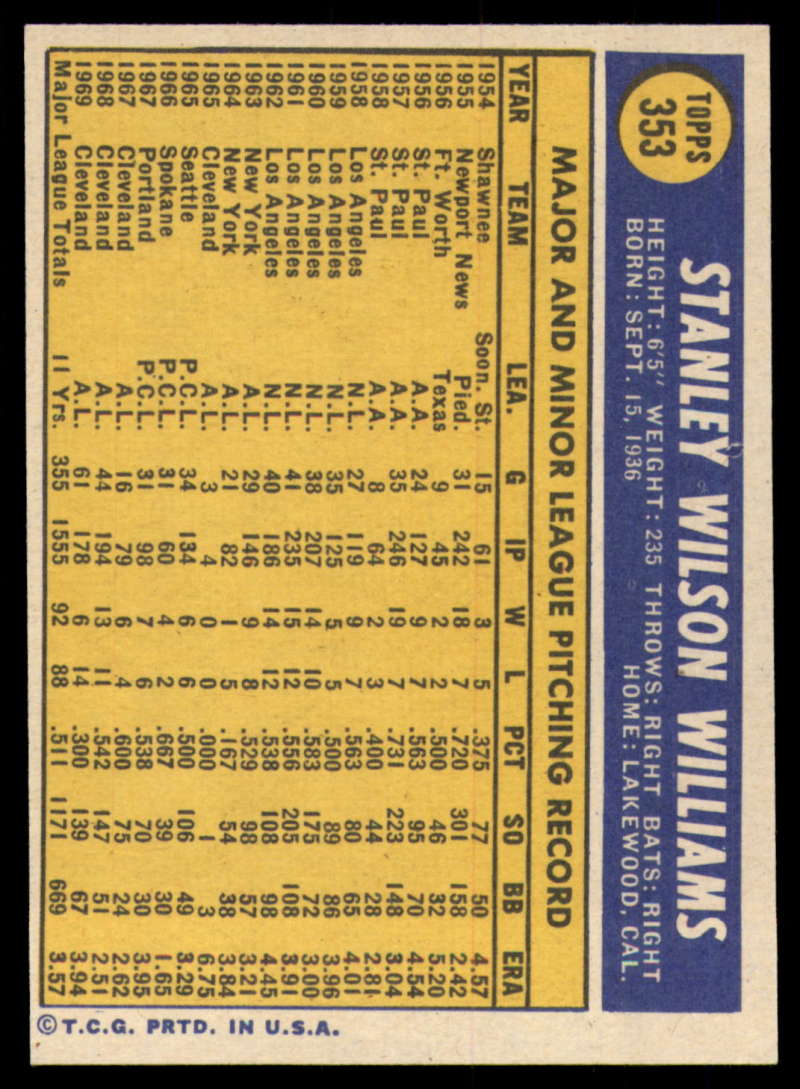 TOPPS
353
STANLEY WILSON WILLIAMS
HEIGHT: 6'5" WEIGHT: 235 THROWS: RIGHT BATS: RIGHT
BORN: SEPT. 15, 1936 HOME: LAKEWOOD, CAL.
MAJOR AND MINOR LEAGUE PITCHING RECORD
YEAR TEAM LEA. G IP W L PCT SO BB ERA
1954 Shawnee Soon. St. 15 61 3 5 .375 77 50 4.57
1955 Newport News Pied. 31 242 18 7 .720 301 158 2.42
1956 Ft. Worth Texas 9 45 2 2 .500 46 32 5.20
1956 St. Paul A.A. 24 127 9 7 .563 95 70 4.54
1957 St. Paul A.A. 35 246 19 7 .731 223 148 3.04
1958 St. Paul A.A. 8 64 2 3 .400 44 28 2.81
1958 Los Angeles N.L. 27 119 9 7 .563 80 65 4.01
1959 Los Angeles N.L. 35 125 5 5 .500 89 86 3.96
1960 Los Angeles N.L. 38 207 14 10 .583 175 72 3.00
1961 Los Angeles N.L. 41 235 15 12 .556 205 108 3.91
1962 Los Angeles N.L. 40 186 14 12 .538 108 98 4.45
1963 New York A.L. 29 146 9 8 .529 98 57 3.21
1964 New York A.L. 21 82 1 5 .167 54 38 3.84
1965 Cleveland A.L. 3 4 0 0 .000 1 3 6.75
1965 Seattle P.C.L. 34 134 6 6 .500 106 49 3.29
1966 Spokane P.C.L. 31 60 4 2 .667 39 30 1.65
1967 Portland P.C.L. 31 98 7 6 .538 70 30 3.95
1967 Cleveland A.L. 16 79 6 4 .600 75 24 2.62
1968 Cleveland A.L. 44 194 13 11 .542 147 51 2.51
1969 Cleveland A.L. 61 178 6 14 .300 139 67 3.94
Major League Totals 11 Yrs. 355 1555 92 88 .511 1171 669 3.57
© T.C.G. PRTD. IN U.S.A.